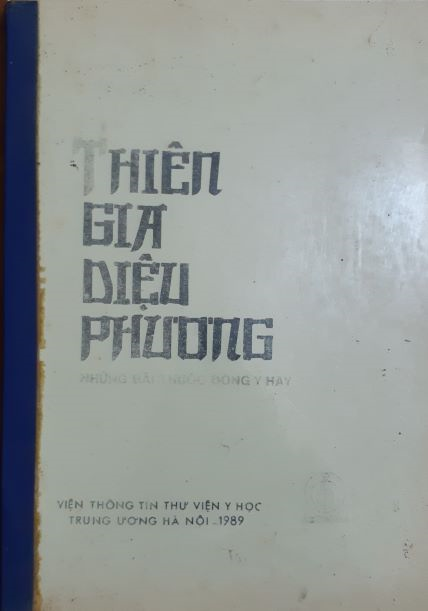 THIÊN
GIA
DIỆU
PHƯƠNG
NHỮNG BÀI THUỐC ĐÔNG Y HAY
VIỆN THÔNG TIN THƯ VIỆN Y HỌC
TRUNG ƯƠNG HÀ NỘI _1989